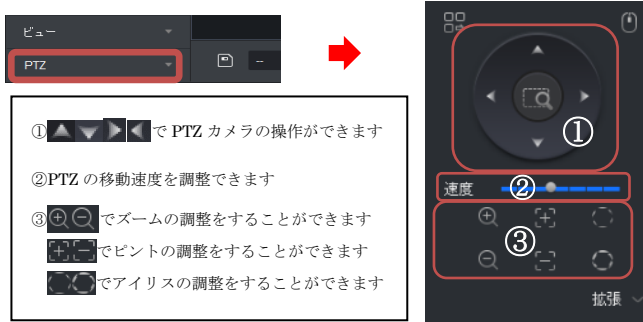 ビュー
PTZ
--
①で PTZ カメラの操作ができます
②PTZ の移動速度を調整できます
③でズームの調整をすることができます
でピントの調整をすることができます
でアイリスの調整をすることができます
①
速度
②
③
拡張